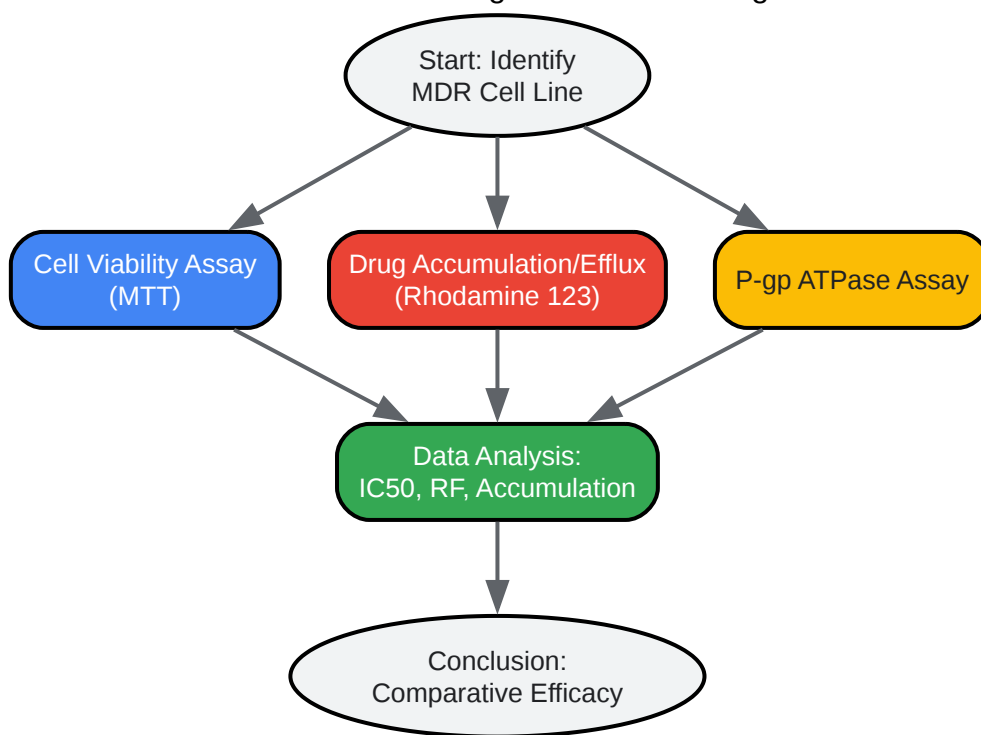 Start: Identify
MDR Cell Line
Cell Viability Assay
(MTT)
Drug Accumulation/Efflux
(Rhodamine 123)
P-gp ATPase Assay
Data Analysis:
IC50, RF, Accumulation
Conclusion:
Comparative Efficacy